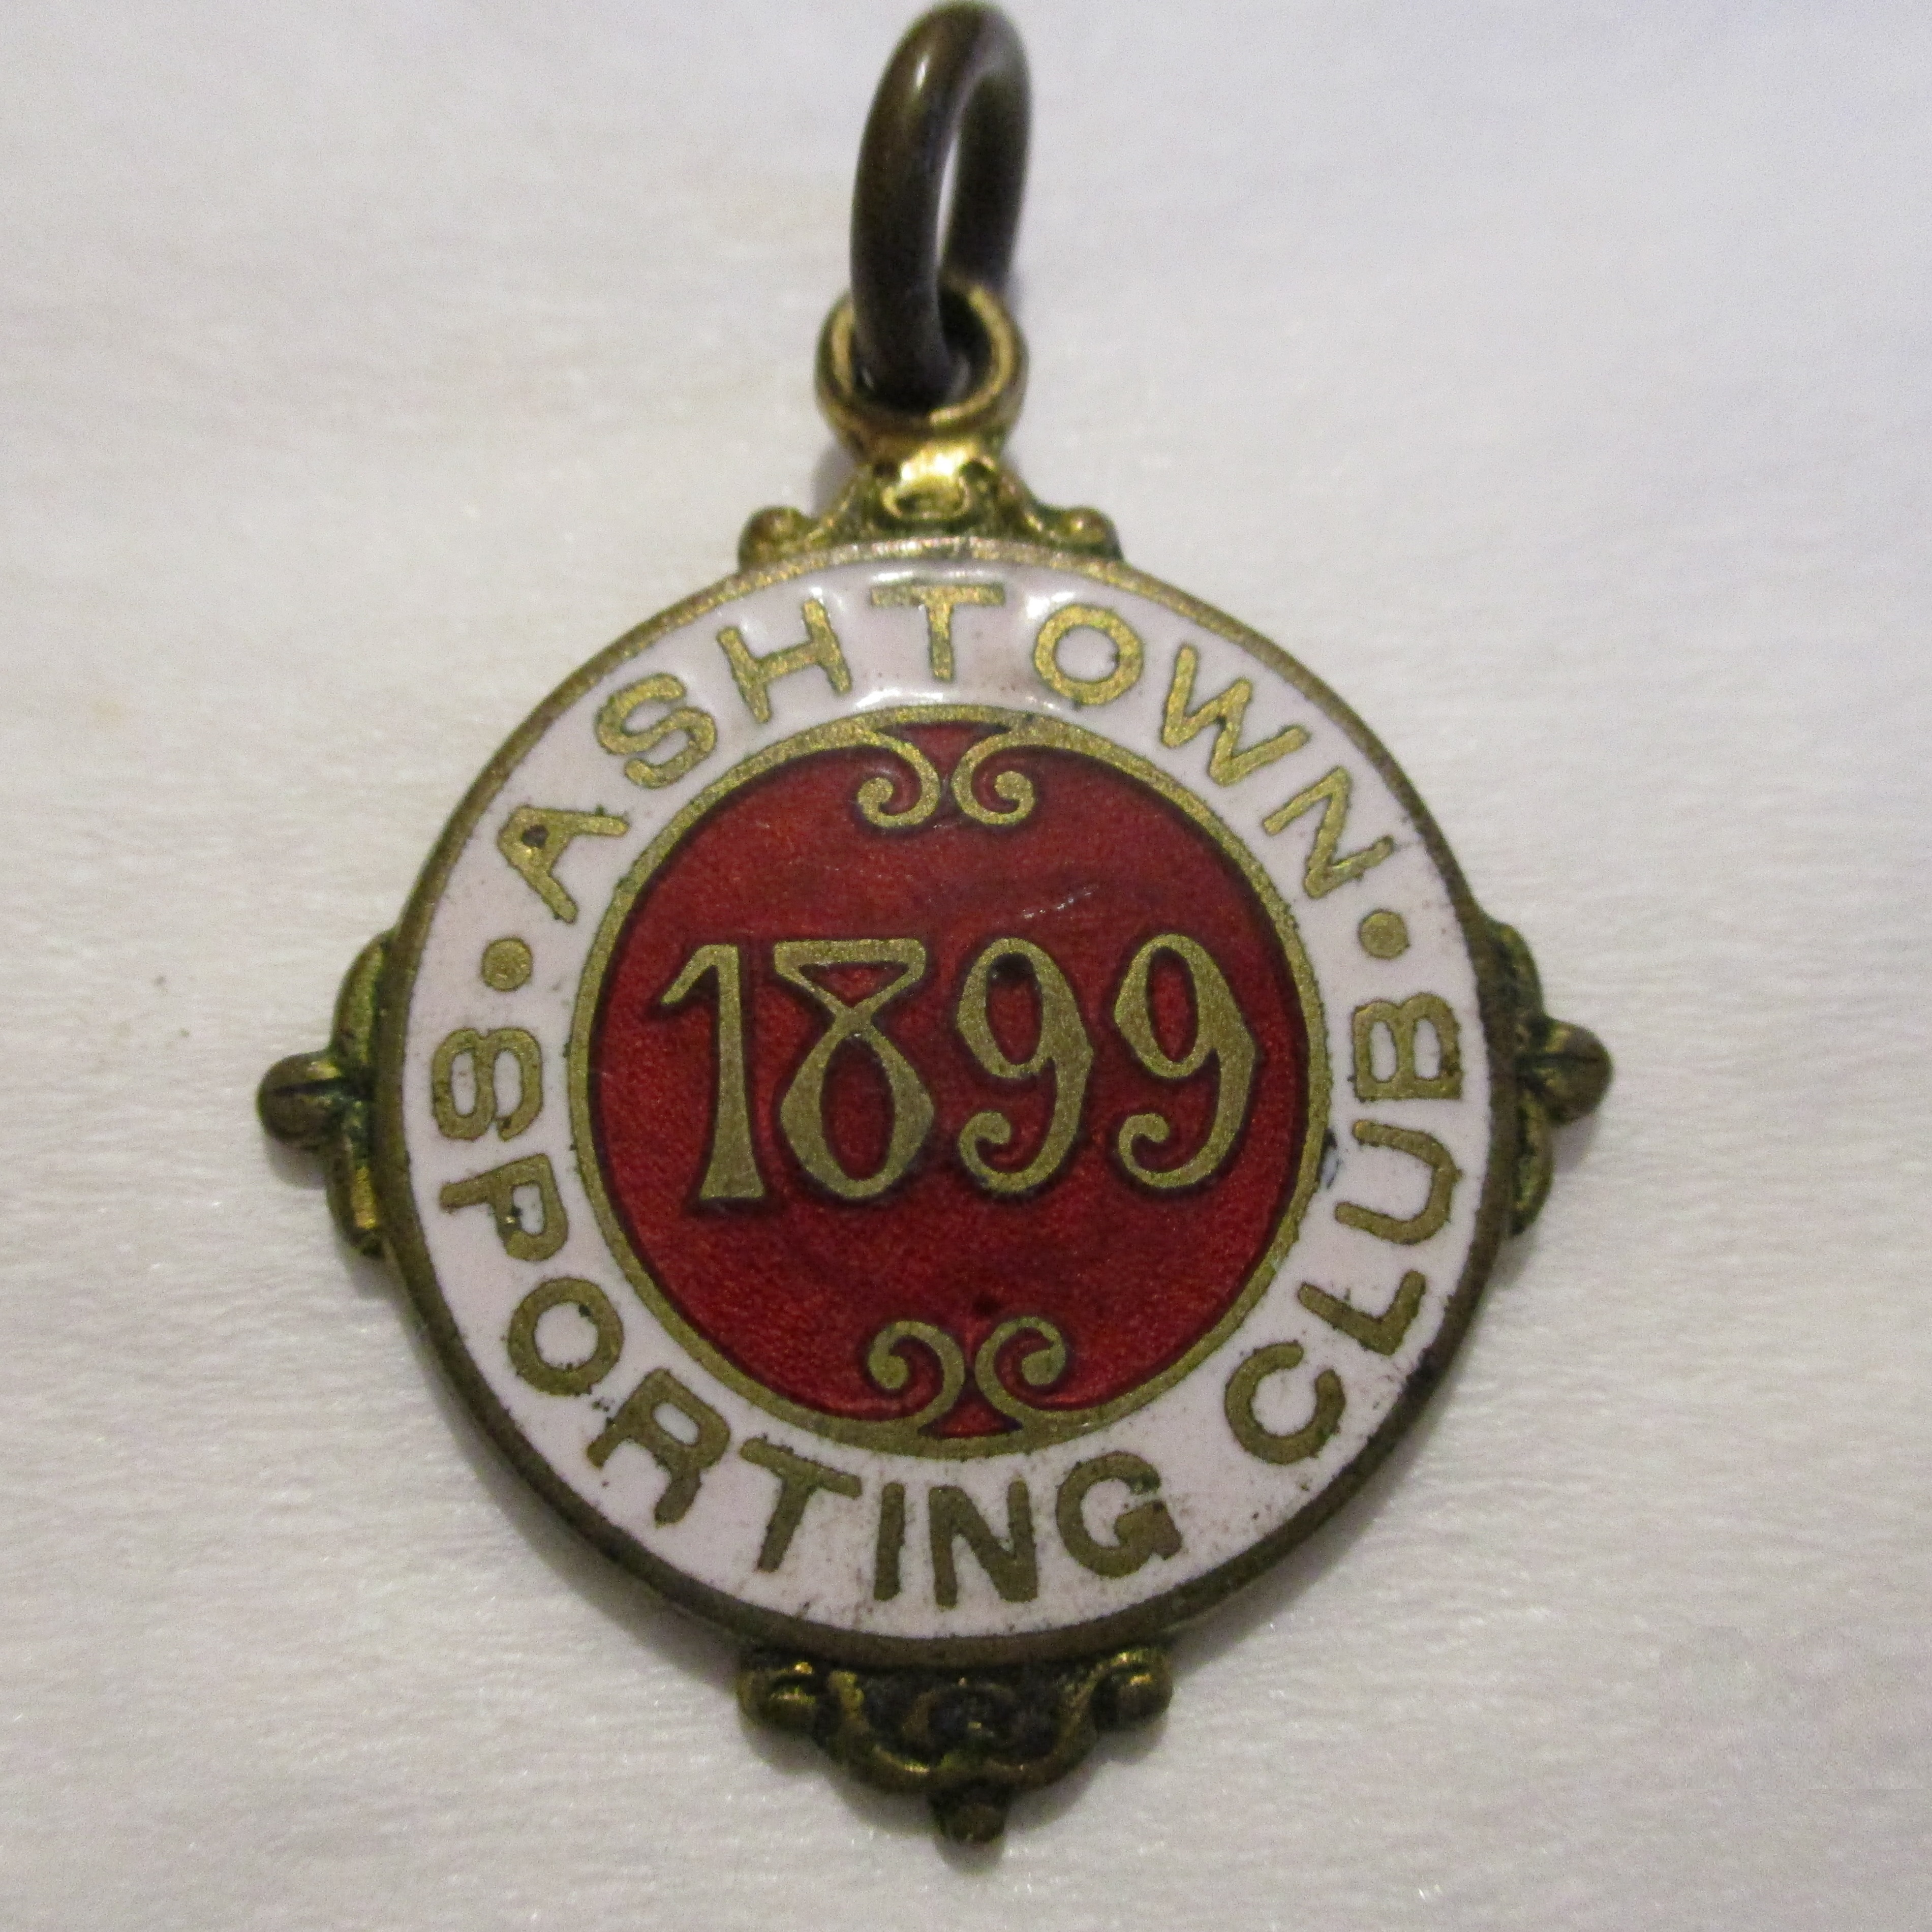 ·ASHTOWN·
SPORTING CLUB
1899